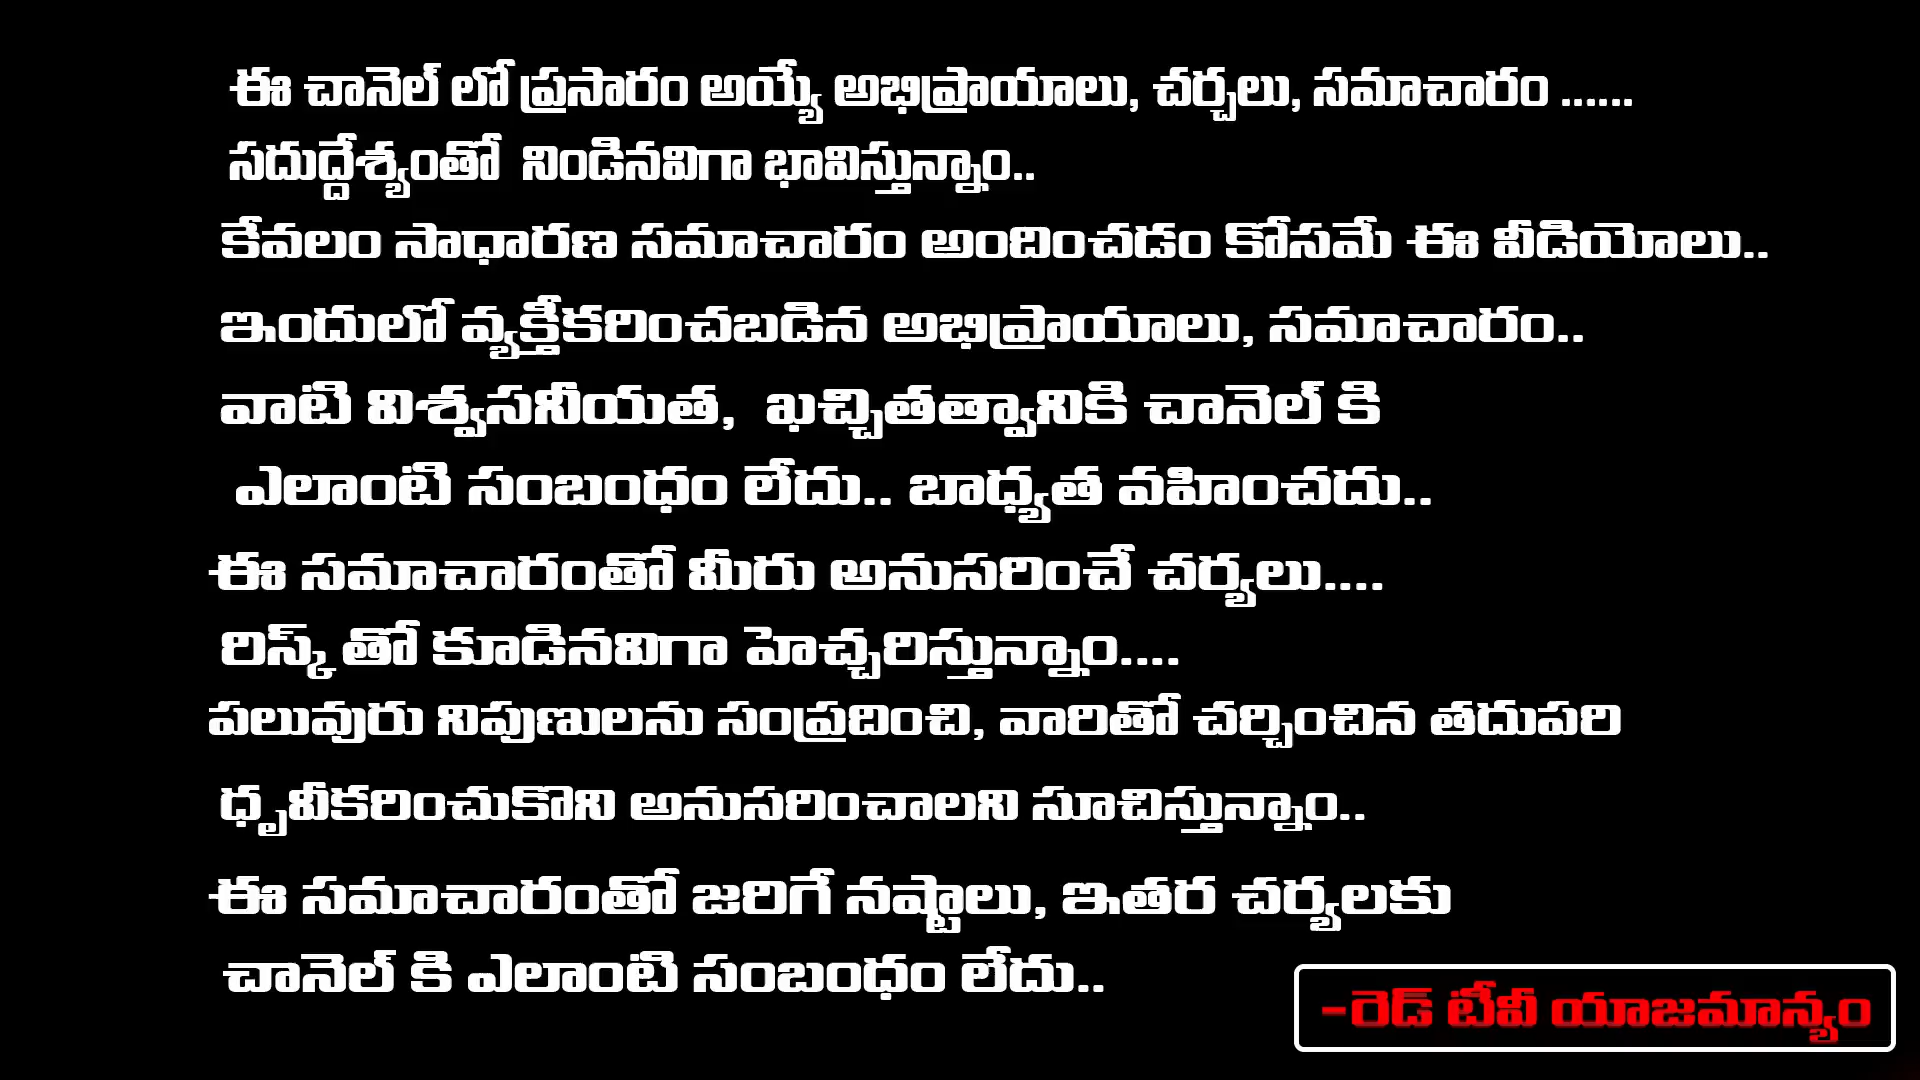 ఈ చానెల్ లో ప్రసారం అయ్యే అభిప్రాయాలు, చర్చలు, సమాచారం ......
సదుద్దేశ్యంతో నిండినవిగా భావిస్తున్నాం..
కేవలం సాధారణ సమాచారం అందించడం కోసమే ఈ వీడియోలు..
ఇందులో వ్యక్తీకరించబడిన అభిప్రాయాలు, సమాచారం..
వాటి విశ్వసనీయత, ఖచ్చితత్వానికి చానెల్ కి
ఎలాంటి సంబంధం లేదు.. బాధ్యత వహించదు..
ఈ సమాచారంతో మీరు అనుసరించే చర్యలు....
రిస్క్ తో కూడినవిగా హెచ్చరిస్తున్నాం....
పలువురు నిపుణులను సంప్రదించి, వారితో చర్చించిన తదుపరి
ధృవీకరించుకొని అనుసరించాలని సూచిస్తున్నాం..
ఈ సమాచారంతో జరిగే నష్టాలు, ఇతర చర్యలకు
చానెల్ కి ఎలాంటి సంబంధం లేదు..
-రెడ్ టీవీ యాజమాన్యం